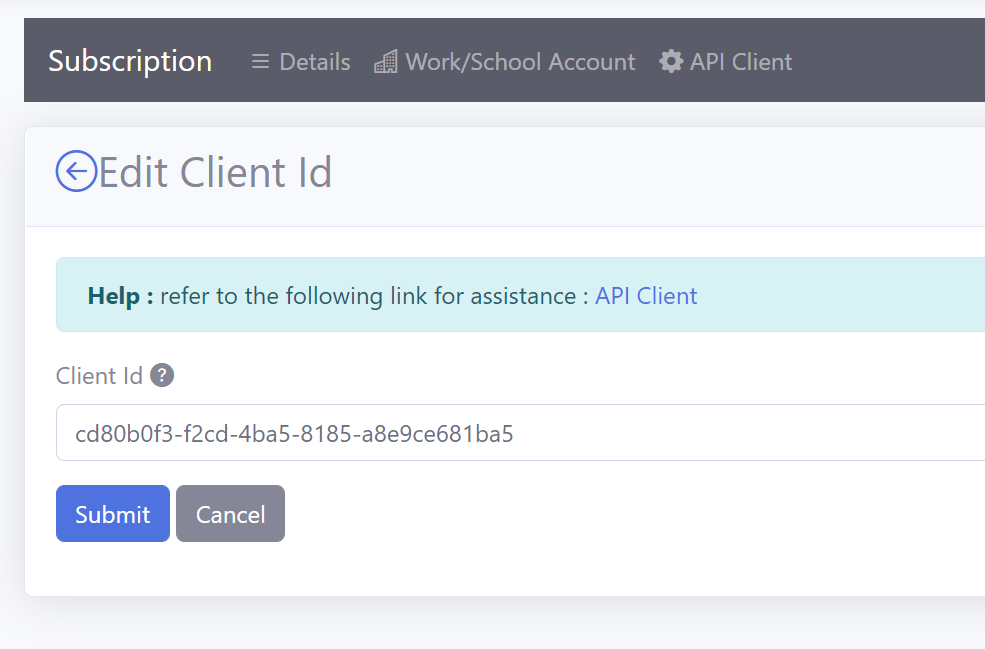 Subscription Details Work/School Account API Client
Edit Client Id
Help : refer to the following link for assistance : API Client
Client Id ?
cd80b0f3-f2cd-4ba5-8185-a8e9ce681ba5
Submit Cancel